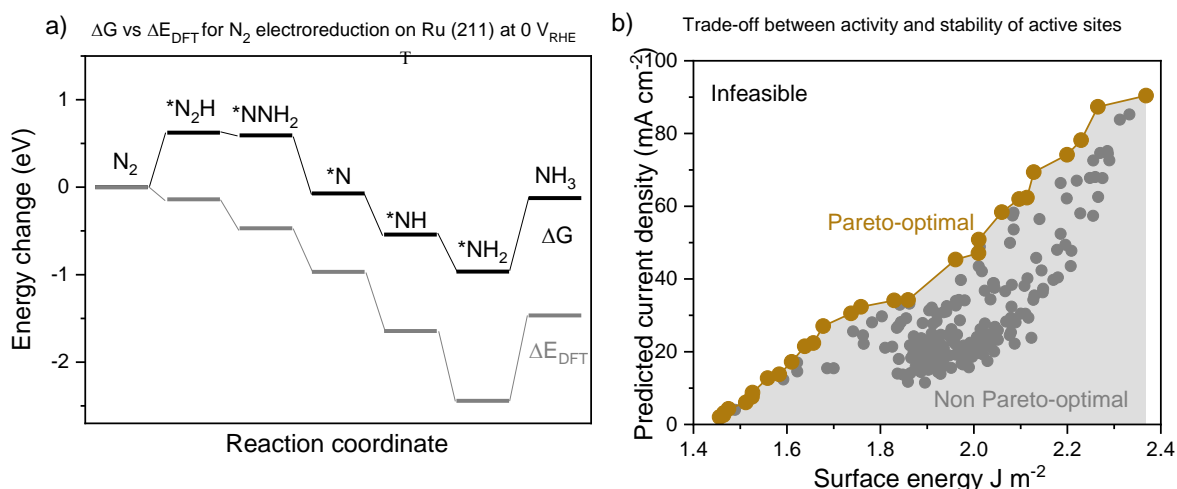 a)
ΔG vs ΔE_DFT for N₂ electroreduction on Ru (211) at 0 V_RHE
T
Energy change (eV)
1
0
-1
-2
N₂
*N₂H
*NNH₂
*N
*NH
*NH₂
NH₃
ΔG
ΔE_DFT
Reaction coordinate
b)
Trade-off between activity and stability of active sites
Predicted current density (mA cm⁻²)
100
80
60
40
20
0
Infeasible
Pareto-optimal
Non Pareto-optimal
1.4 1.6 1.8 2.0 2.2 2.4
Surface energy J m⁻²